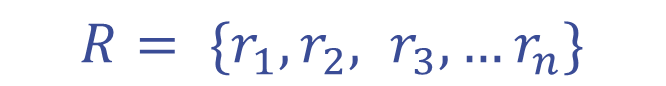 R = {r₁, r₂, r₃, … rₙ}